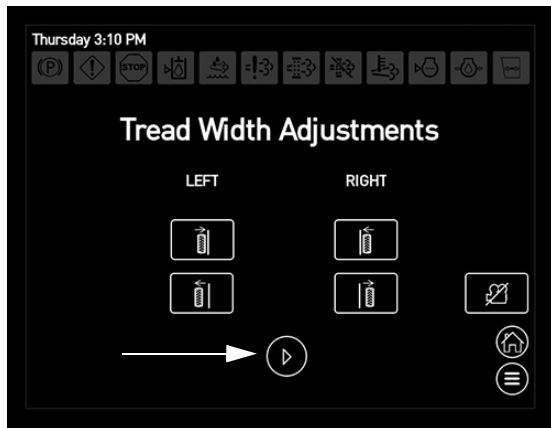 Thursday 3:10 PM
(P) STOP
Tread Width Adjustments
LEFT RIGHT